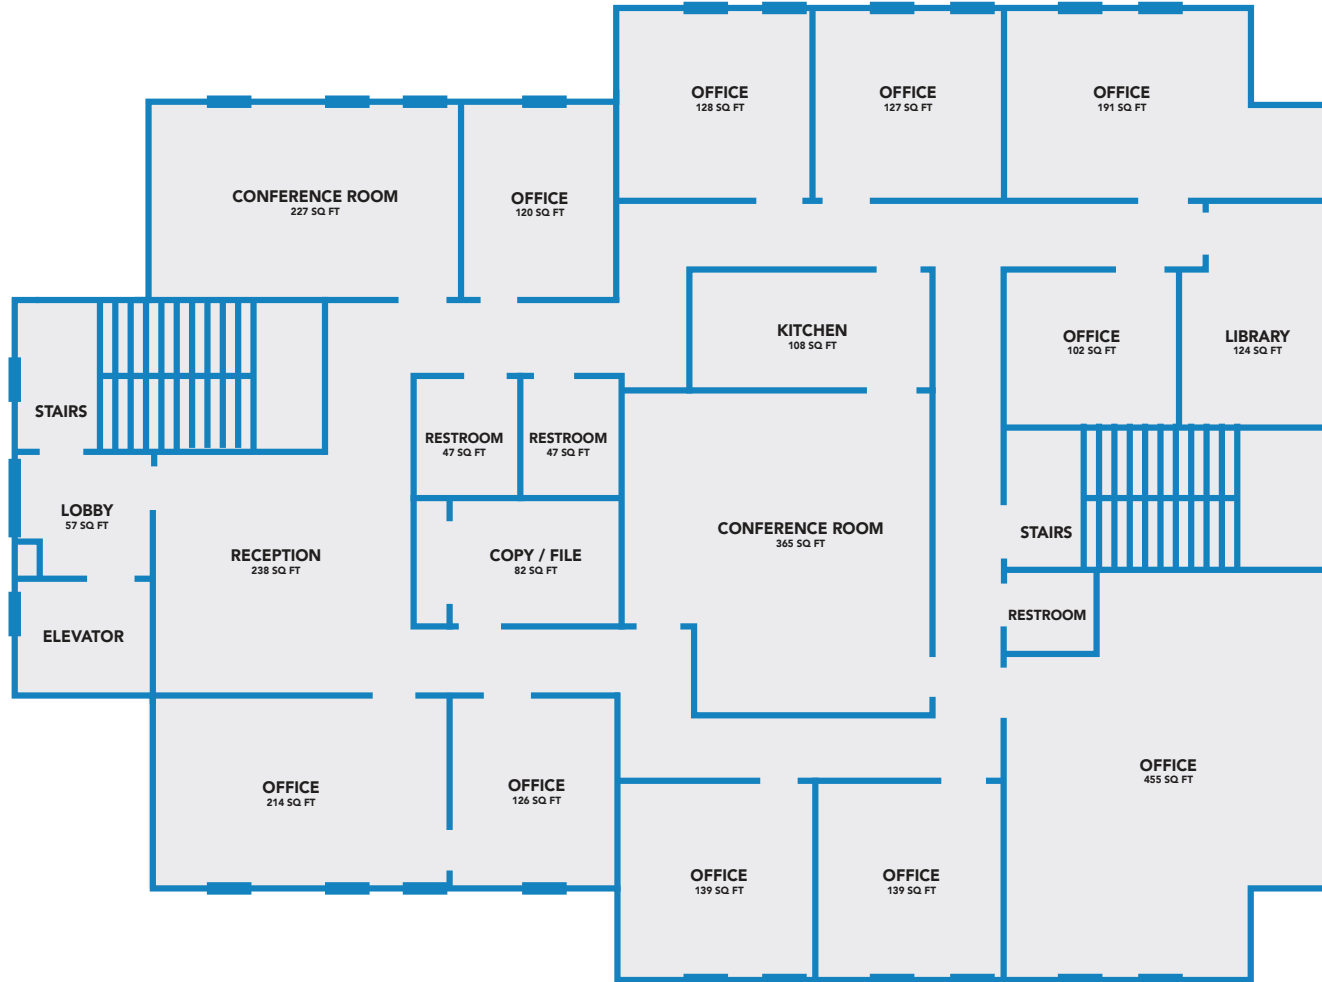 OFFICE
128 SQ FT
OFFICE
127 SQ FT
OFFICE
191 SQ FT
CONFERENCE ROOM
227 SQ FT
OFFICE
120 SQ FT
KITCHEN
108 SQ FT
OFFICE
102 SQ FT
LIBRARY
124 SQ FT
STAIRS
RESTROOM
47 SQ FT
RESTROOM
47 SQ FT
LOBBY
57 SQ FT
CONFERENCE ROOM
365 SQ FT
STAIRS
RECEPTION
238 SQ FT
COPY / FILE
82 SQ FT
RESTROOM
ELEVATOR
OFFICE
455 SQ FT
OFFICE
214 SQ FT
OFFICE
126 SQ FT
OFFICE
139 SQ FT
OFFICE
139 SQ FT